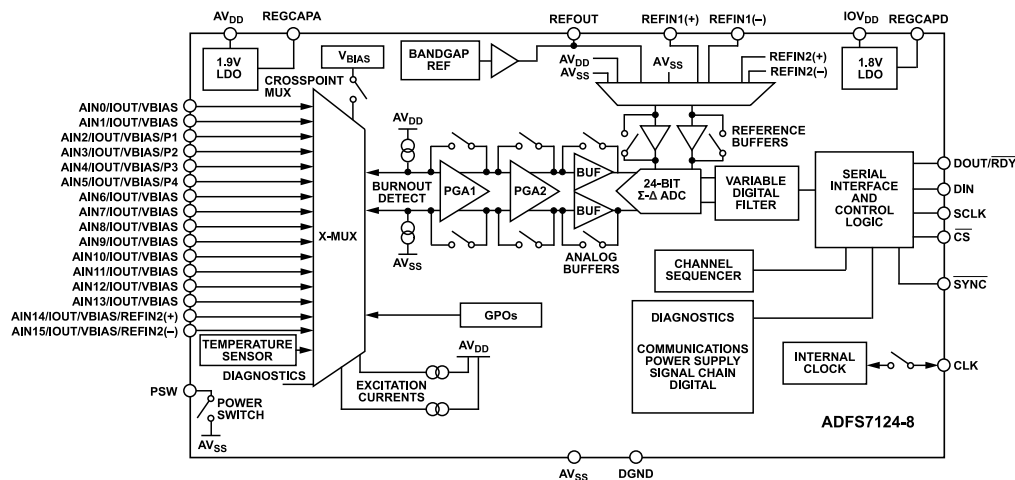 AVDD
REGCAPA
REFOUT
REFIN1(+)
REFIN1(–)
IOVDD
REGCAPD
1.9V
LDO
VBIAS
CROSSPOINT
MUX
BANDGAP
REF
AVDD
AVSS
AVSS
REFIN2(+)
REFIN2(–)
1.8V
LDO
AIN0/IOUT/VBIAS
AIN1/IOUT/VBIAS
AIN2/IOUT/VBIAS/P1
AIN3/IOUT/VBIAS/P2
AIN4/IOUT/VBIAS/P3
AIN5/IOUT/VBIAS/P4
AIN6/IOUT/VBIAS
AIN7/IOUT/VBIAS
AIN8/IOUT/VBIAS
AIN9/IOUT/VBIAS
AIN10/IOUT/VBIAS
AIN11/IOUT/VBIAS
AIN12/IOUT/VBIAS
AIN13/IOUT/VBIAS
AIN14/IOUT/VBIAS/REFIN2(+)
AIN15/IOUT/VBIAS/REFIN2(–)
TEMPERATURE
SENSOR
DIAGNOSTICS
X-MUX
AVDD
BURNOUT
DETECT
AVSS
PGA1
PGA2
BUF
BUF
ANALOG
BUFFERS
REFERENCE
BUFFERS
24-BIT
Σ-Δ ADC
VARIABLE
DIGITAL
FILTER
SERIAL
INTERFACE
AND
CONTROL
LOGIC
DOUT/RDY
DIN
SCLK
CS
SYNC
CHANNEL
SEQUENCER
GPOs
DIAGNOSTICS
COMMUNICATIONS
POWER SUPPLY
SIGNAL CHAIN
DIGITAL
AVDD
EXCITATION
CURRENTS
INTERNAL
CLOCK
CLK
PSW
POWER
SWITCH
AVSS
ADFS7124-8
AVSS
DGND